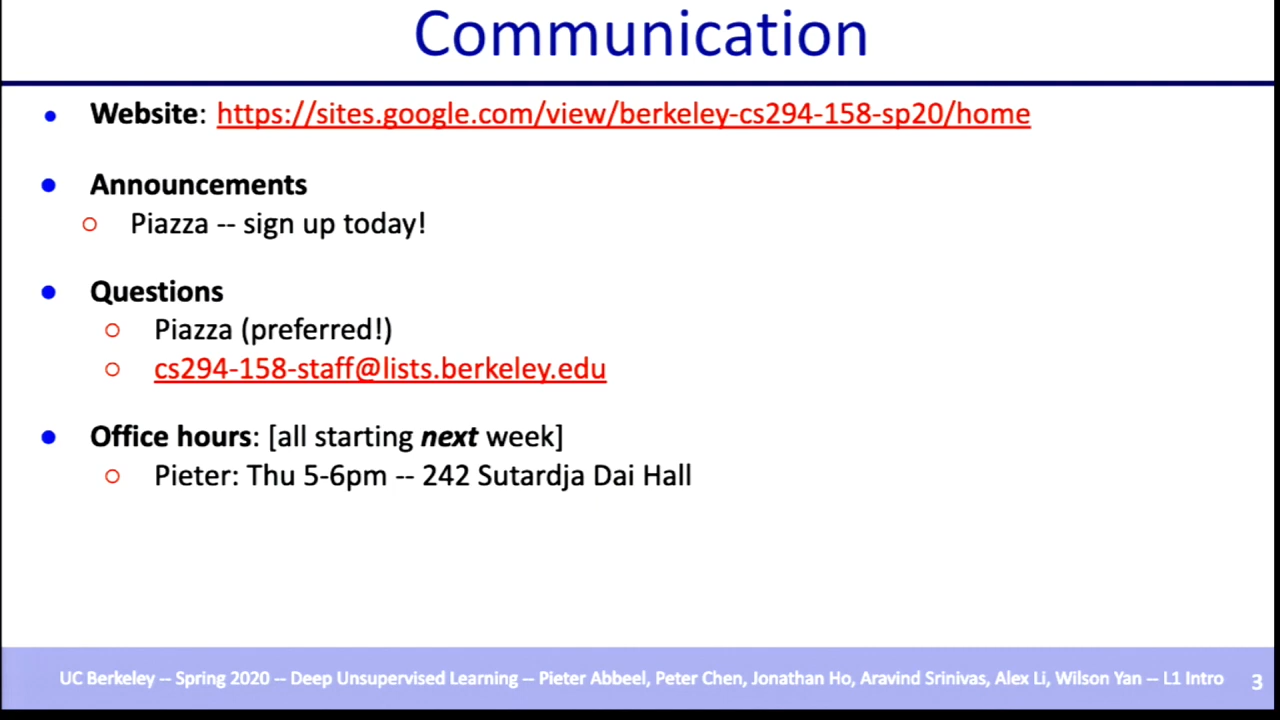 Communication
Website: https://sites.google.com/view/berkeley-cs294-158-sp20/home
Announcements
Piazza -- sign up today!
Questions
Piazza (preferred!)
cs294-158-staff@lists.berkeley.edu
Office hours: [all starting next week]
Pieter: Thu 5-6pm -- 242 Sutardja Dai Hall
UC Berkeley -- Spring 2020 -- Deep Unsupervised Learning -- Pieter Abbeel, Peter Chen, Jonathan Ho, Aravind Srinivas, Alex Li, Wilson Yan -- L1 Intro 3